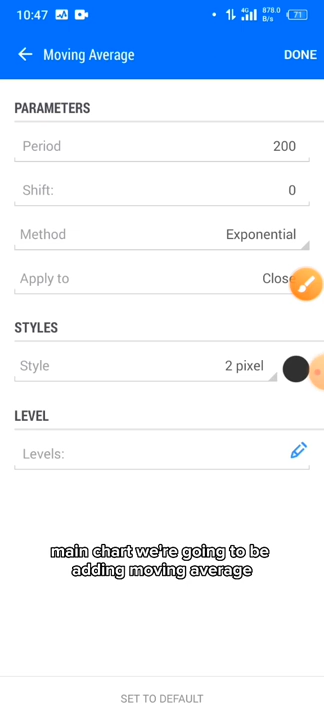 10:47
4G 878.0 B/s 71
Moving Average DONE
PARAMETERS
Period 200
Shift: 0
Method Exponential
Apply to Close
STYLES
Style 2 pixel
LEVEL
Levels:
main chart we're going to be
adding moving average
SET TO DEFAULT